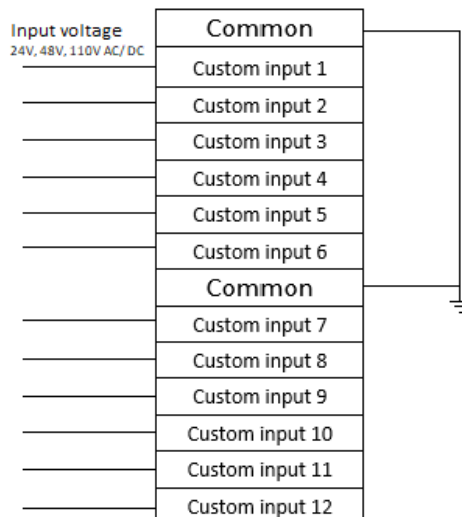 Input voltage
24V, 48V, 110V AC/ DC
Common
Custom input 1
Custom input 2
Custom input 3
Custom input 4
Custom input 5
Custom input 6
Common
Custom input 7
Custom input 8
Custom input 9
Custom input 10
Custom input 11
Custom input 12